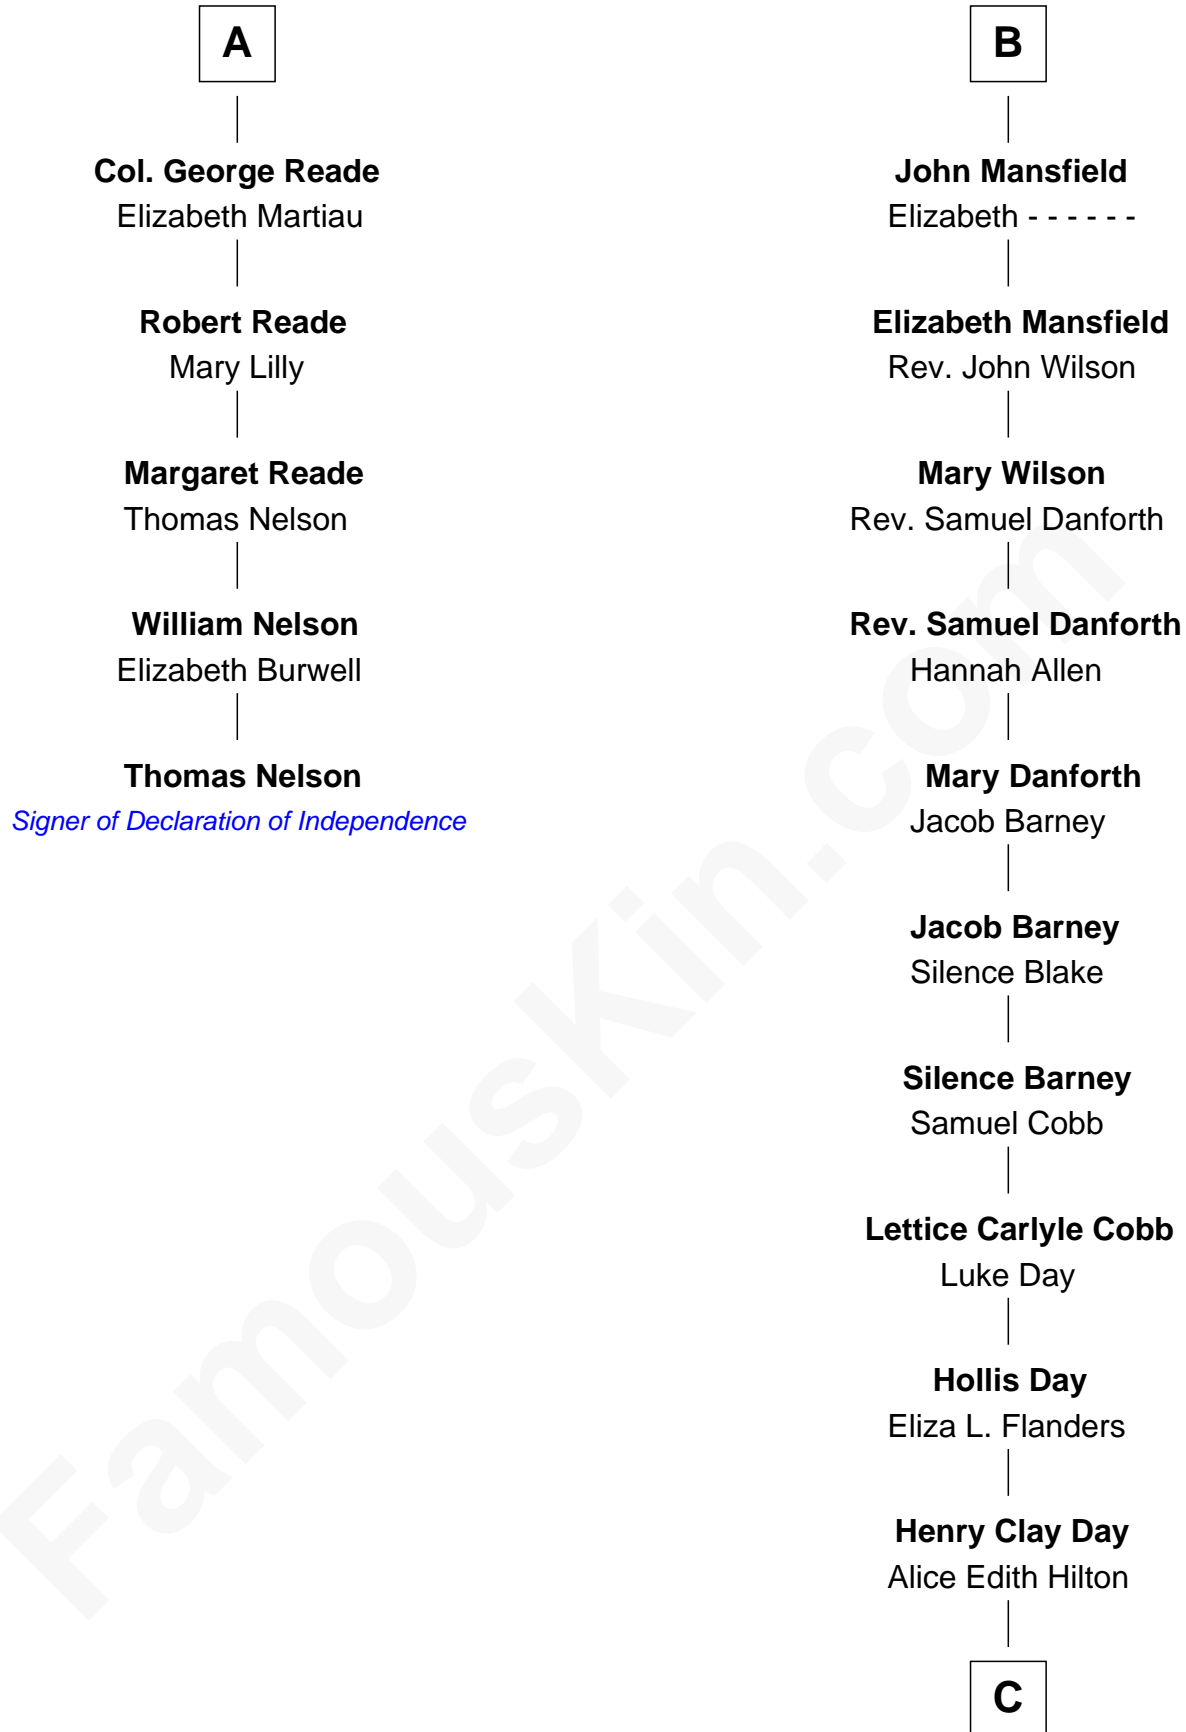 A
Col. George Reade
Elizabeth Martiau
Robert Reade
Mary Lilly
Margaret Reade
Thomas Nelson
William Nelson
Elizabeth Burwell
Thomas Nelson
Signer of Declaration of Independence
B
John Mansfield
Elizabeth - - - - - -
Elizabeth Mansfield
Rev. John Wilson
Mary Wilson
Rev. Samuel Danforth
Rev. Samuel Danforth
Hannah Allen
Mary Danforth
Jacob Barney
Jacob Barney
Silence Blake
Silence Barney
Samuel Cobb
Lettice Carlyle Cobb
Luke Day
Hollis Day
Eliza L. Flanders
Henry Clay Day
Alice Edith Hilton
C
FamousKin.com